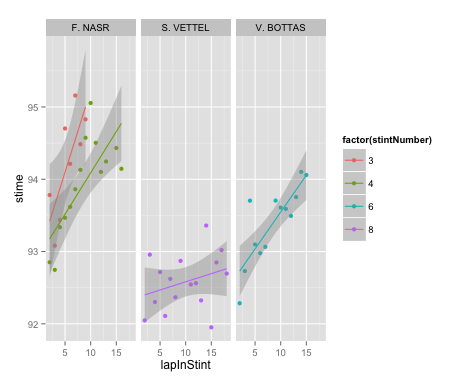 F. NASR S. VETTEL V. BOTTAS
95
94
93
92
stime
5 10 15 5 10 15 5 10 15
lapInStint
factor(stintNumber)
3
4
6
8